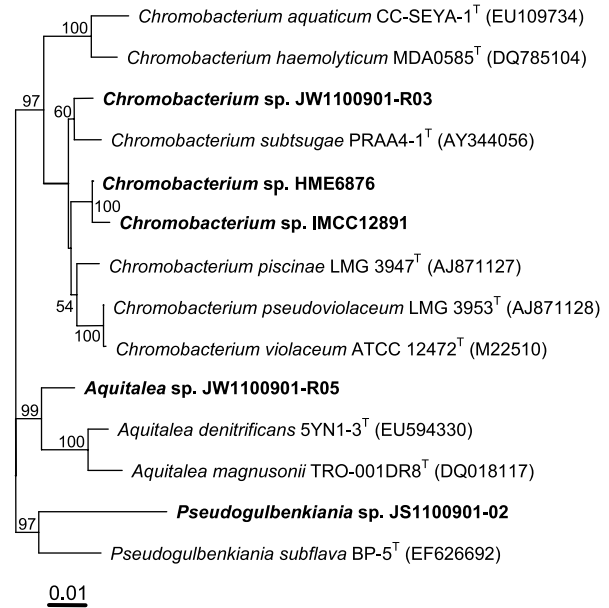 Chromobacterium aquaticum CC-SEYA-1T (EU109734)
100
Chromobacterium haemolyticum MDA0585T (DQ785104)
97
Chromobacterium sp. JW1100901-R03
60
Chromobacterium subtsugae PRAA4-1T (AY344056)
Chromobacterium sp. HME6876
100
Chromobacterium sp. IMCC12891
Chromobacterium piscinae LMG 3947T (AJ871127)
54
Chromobacterium pseudoviolaceum LMG 3953T (AJ871128)
100
Chromobacterium violaceum ATCC 12472T (M22510)
Aquitalea sp. JW1100901-R05
99
Aquitalea denitrificans 5YN1-3T (EU594330)
100
Aquitalea magnusonii TRO-001DR8T (DQ018117)
Pseudogulbenkiania sp. JS1100901-02
97
Pseudogulbenkiania subflava BP-5T (EF626692)
0.01